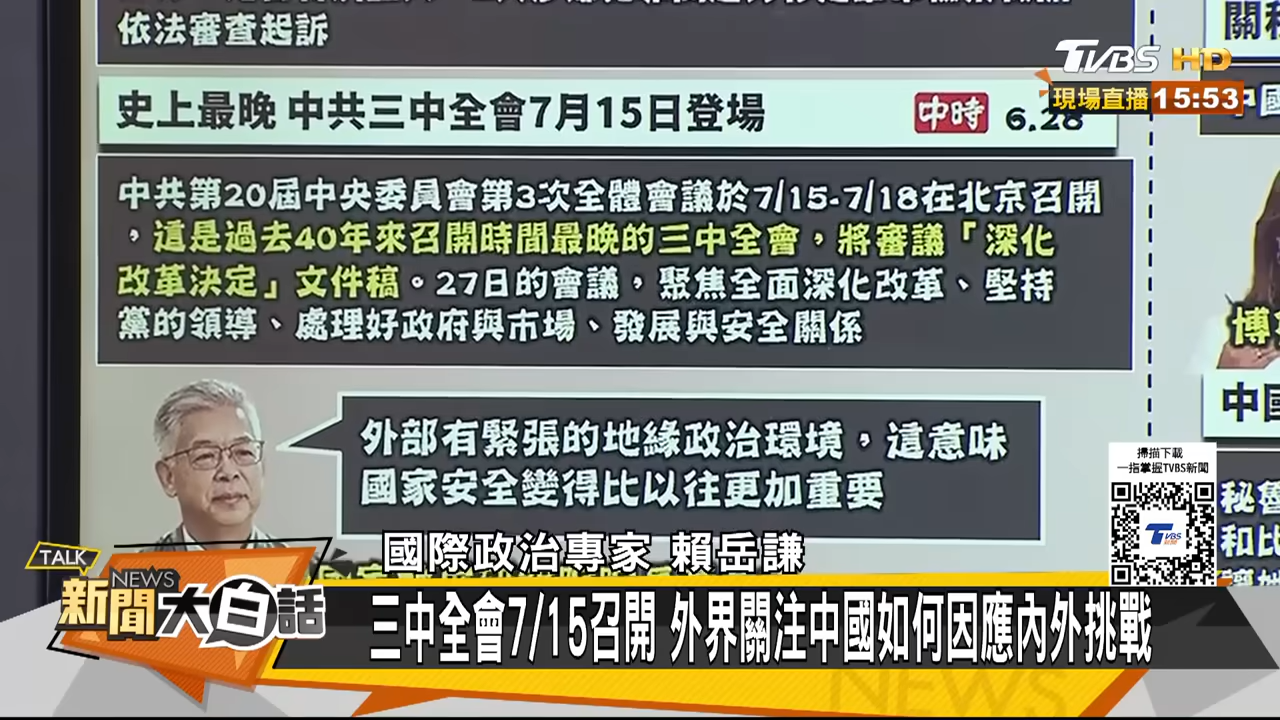 依法審查起訴
TVBS HD
現場直播 15:53
史上最晚 中共三中全會7月15日登場
中時 6.28
中共第20屆中央委員會第3次全體會議於7/15-7/18在北京召開
，這是過去40年來召開時間最晚的三中全會，將審議「深化
改革決定」文件稿。27日的會議，聚焦全面深化改革、堅持
黨的領導、處理好政府與市場、發展與安全關係
外部有緊張的地緣政治環境，這意味
國家安全變得比以往更加重要
掃描下載
一指掌握TVBS新聞
TVBS
新聞
秘魯
和比
中國
國際政治專家 賴岳謙
TALK
NEWS
新聞大白話
三中全會7/15召開 外界關注中國如何因應內外挑戰
NEWS